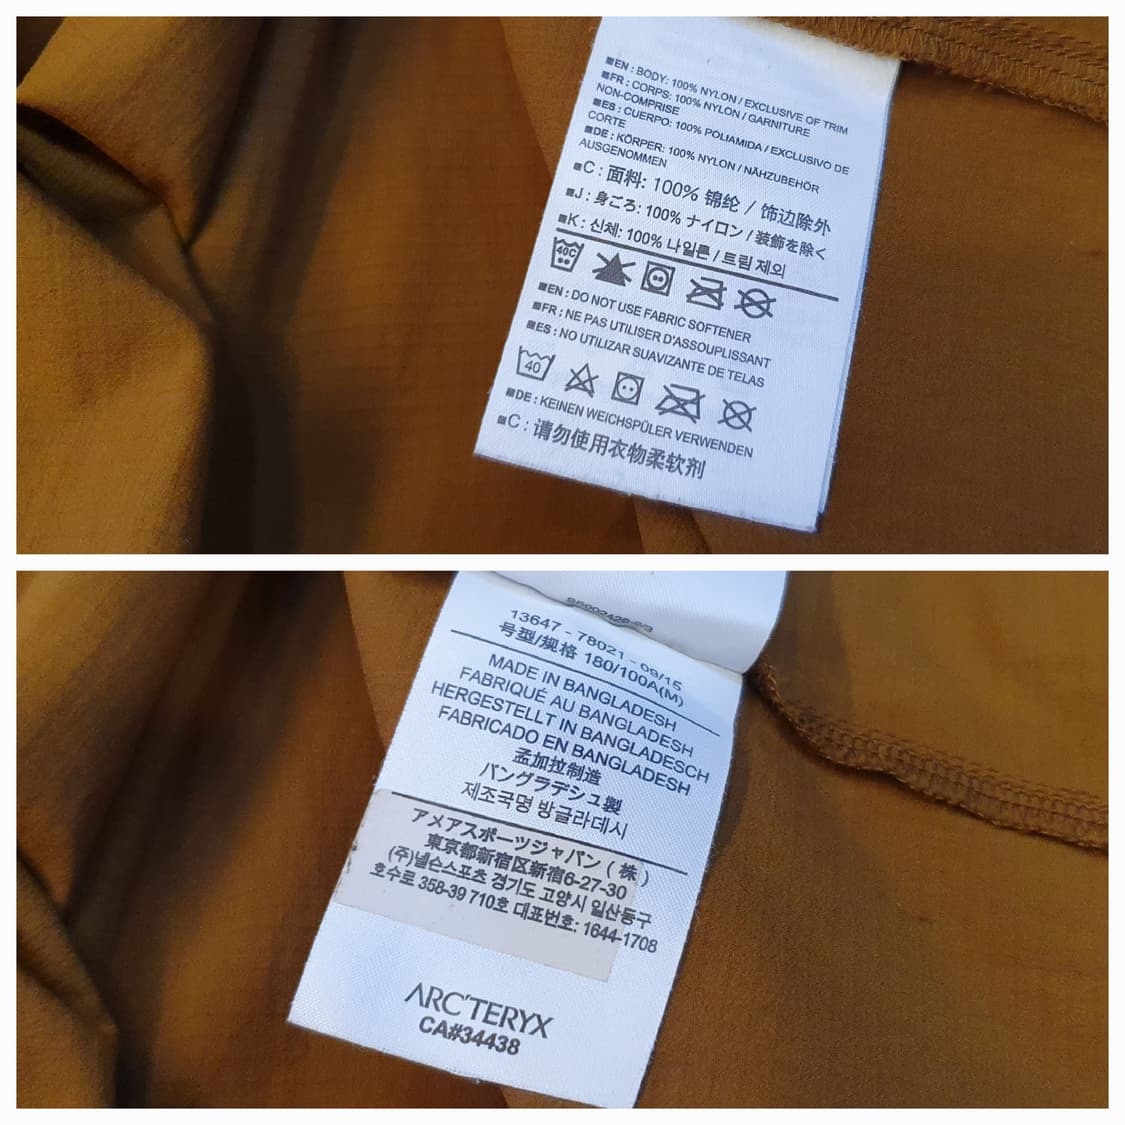 ■EN : BODY: 100% NYLON / EXCLUSIVE OF TRIM
■FR : CORPS: 100% NYLON / GARNITURE
NON-COMPRISE
■ES : CUERPO: 100% POLIAMIDA / EXCLUSIVO DE
CORTE
■DE : KÖRPER: 100% NYLON / NÄHZUBEHÖR
AUSGENOMMEN
■C : 面料: 100% 锦纶 / 饰边除外
■J : 身ごろ: 100% ナイロン / 装飾を除く
■K : 신체: 100% 나일론 / 트림 제외
40C
■EN : DO NOT USE FABRIC SOFTENER
■FR : NE PAS UTILISER D'ASSOUPLISSANT
■ES : NO UTILIZAR SUAVIZANTE DE TELAS
40
■DE : KEINEN WEICHSPÜLER VERWENDEN
■C : 请勿使用衣物柔软剂
13647 - 78021 - 09/15
号型/规格 180/100A(M)
MADE IN BANGLADESH
FABRIQUÉ AU BANGLADESH
HERGESTELLT IN BANGLADESCH
FABRICADO EN BANGLADESH
孟加拉制造
バングラデシュ製
제조국명 방글라데시
アメアスポーツジャパン ( 株 )
東京都新宿区新宿6-27-30
(주)넬슨스포츠 경기도 고양시 일산동구
호수로 358-39 710호 대표번호: 1644-1708
ARC'TERYX
CA#34438